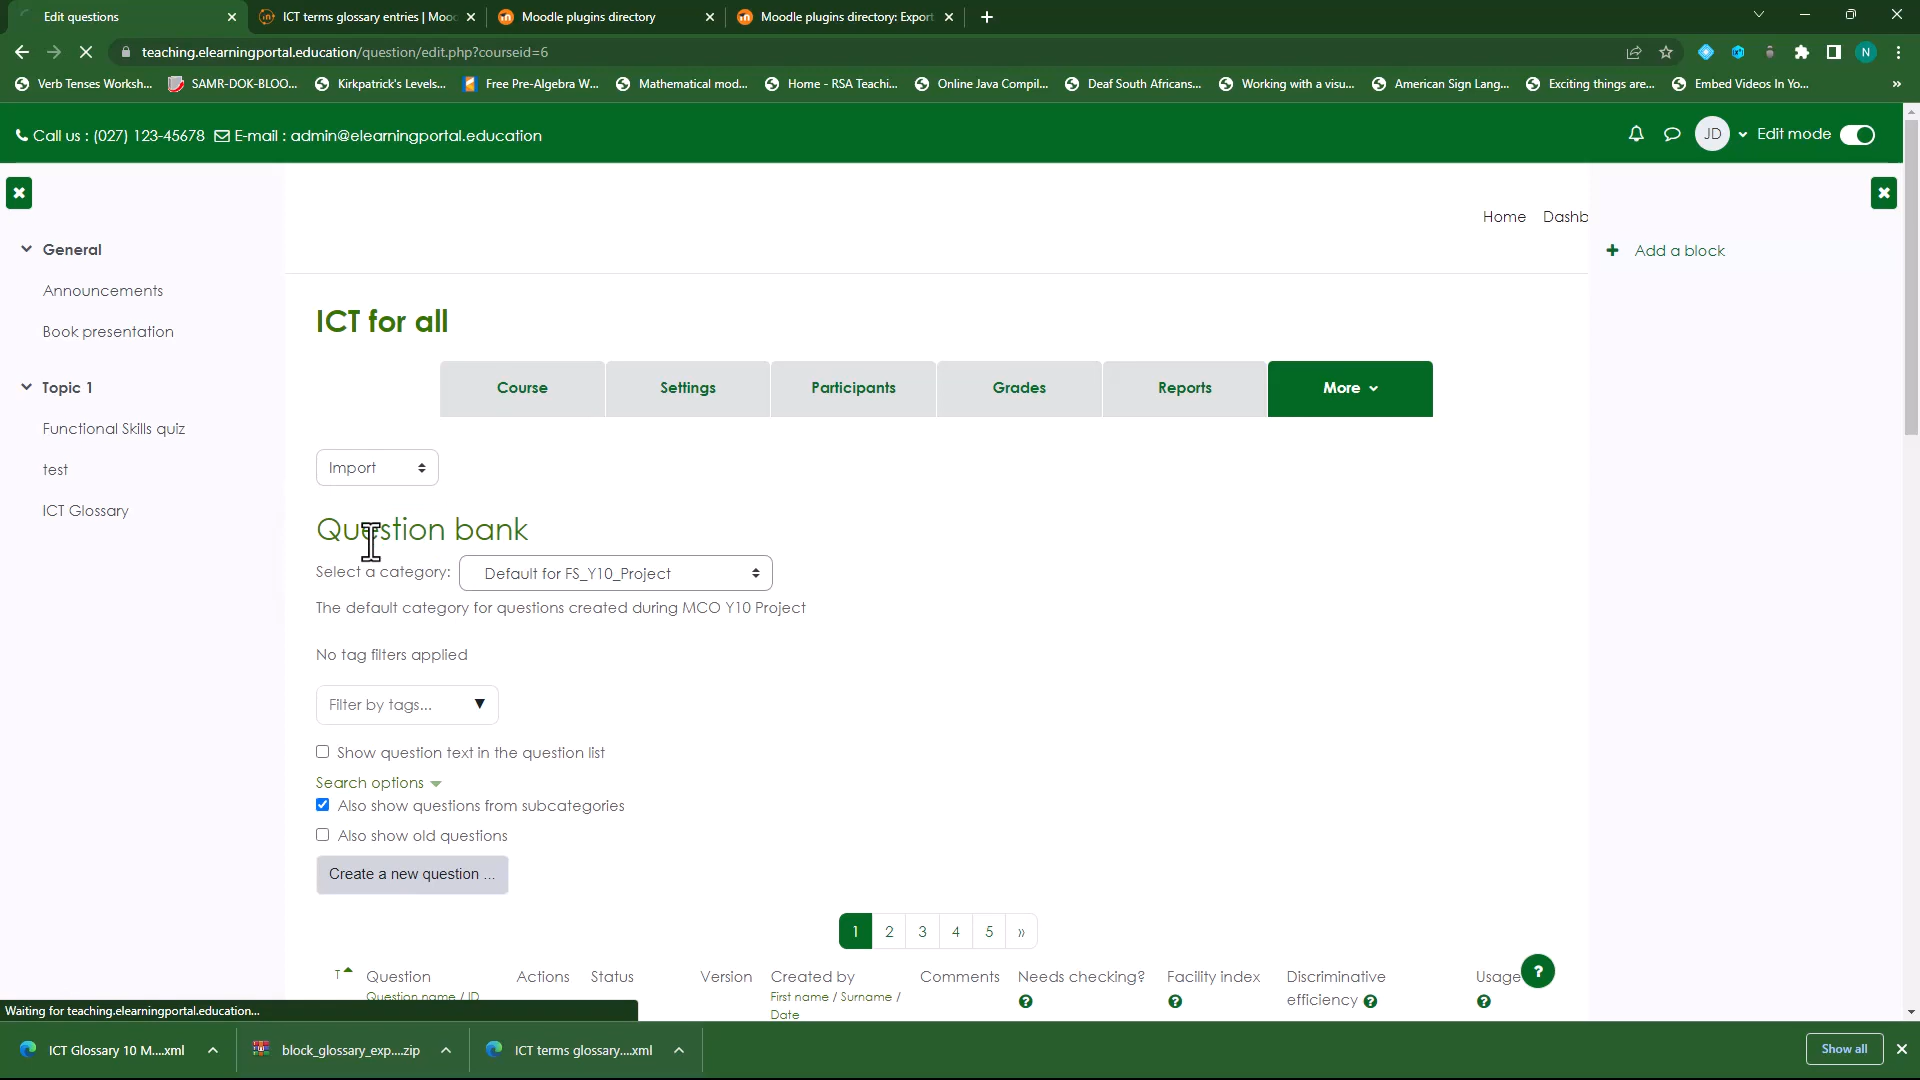 Edit questions
ICT terms glossary entries | Mooc
Moodle plugins directory
Moodle plugins directory: Export
teaching.elearningportal.education/question/edit.php?courseid=6
N
Verb Tenses Worksh...
SAMR-DOK-BLOO...
Kirkpatrick's Levels...
Free Pre-Algebra W...
Mathematical mod...
Home - RSA Teachi...
Online Java Compil...
Deaf South Africans...
Working with a visu...
American Sign Lang...
Exciting things are...
Embed Videos In Yo...
»
Call us : (027) 123-45678 E-mail : admin@elearningportal.education
JD
Edit mode
Home Dashb
General
Announcements
Book presentation
Topic 1
Functional Skills quiz
test
ICT Glossary
Add a block
ICT for all
Course
Settings
Participants
Grades
Reports
More
Import
Question bank
Select a category: Default for FS_Y10_Project
The default category for questions created during MCO Y10 Project
No tag filters applied
Filter by tags...
Show question text in the question list
Search options
Also show questions from subcategories
Also show old questions
Create a new question ...
1 2 3 4 5 »
T Question Actions Status Version Created by Comments Needs checking? Facility index Discriminative efficiency Usage
Question name / ID
First name / Surname / Date
?
Waiting for teaching.elearningportal.education...
ICT Glossary 10 M....xml
block_glossary_exp....zip
ICT terms glossary....xml
Show all